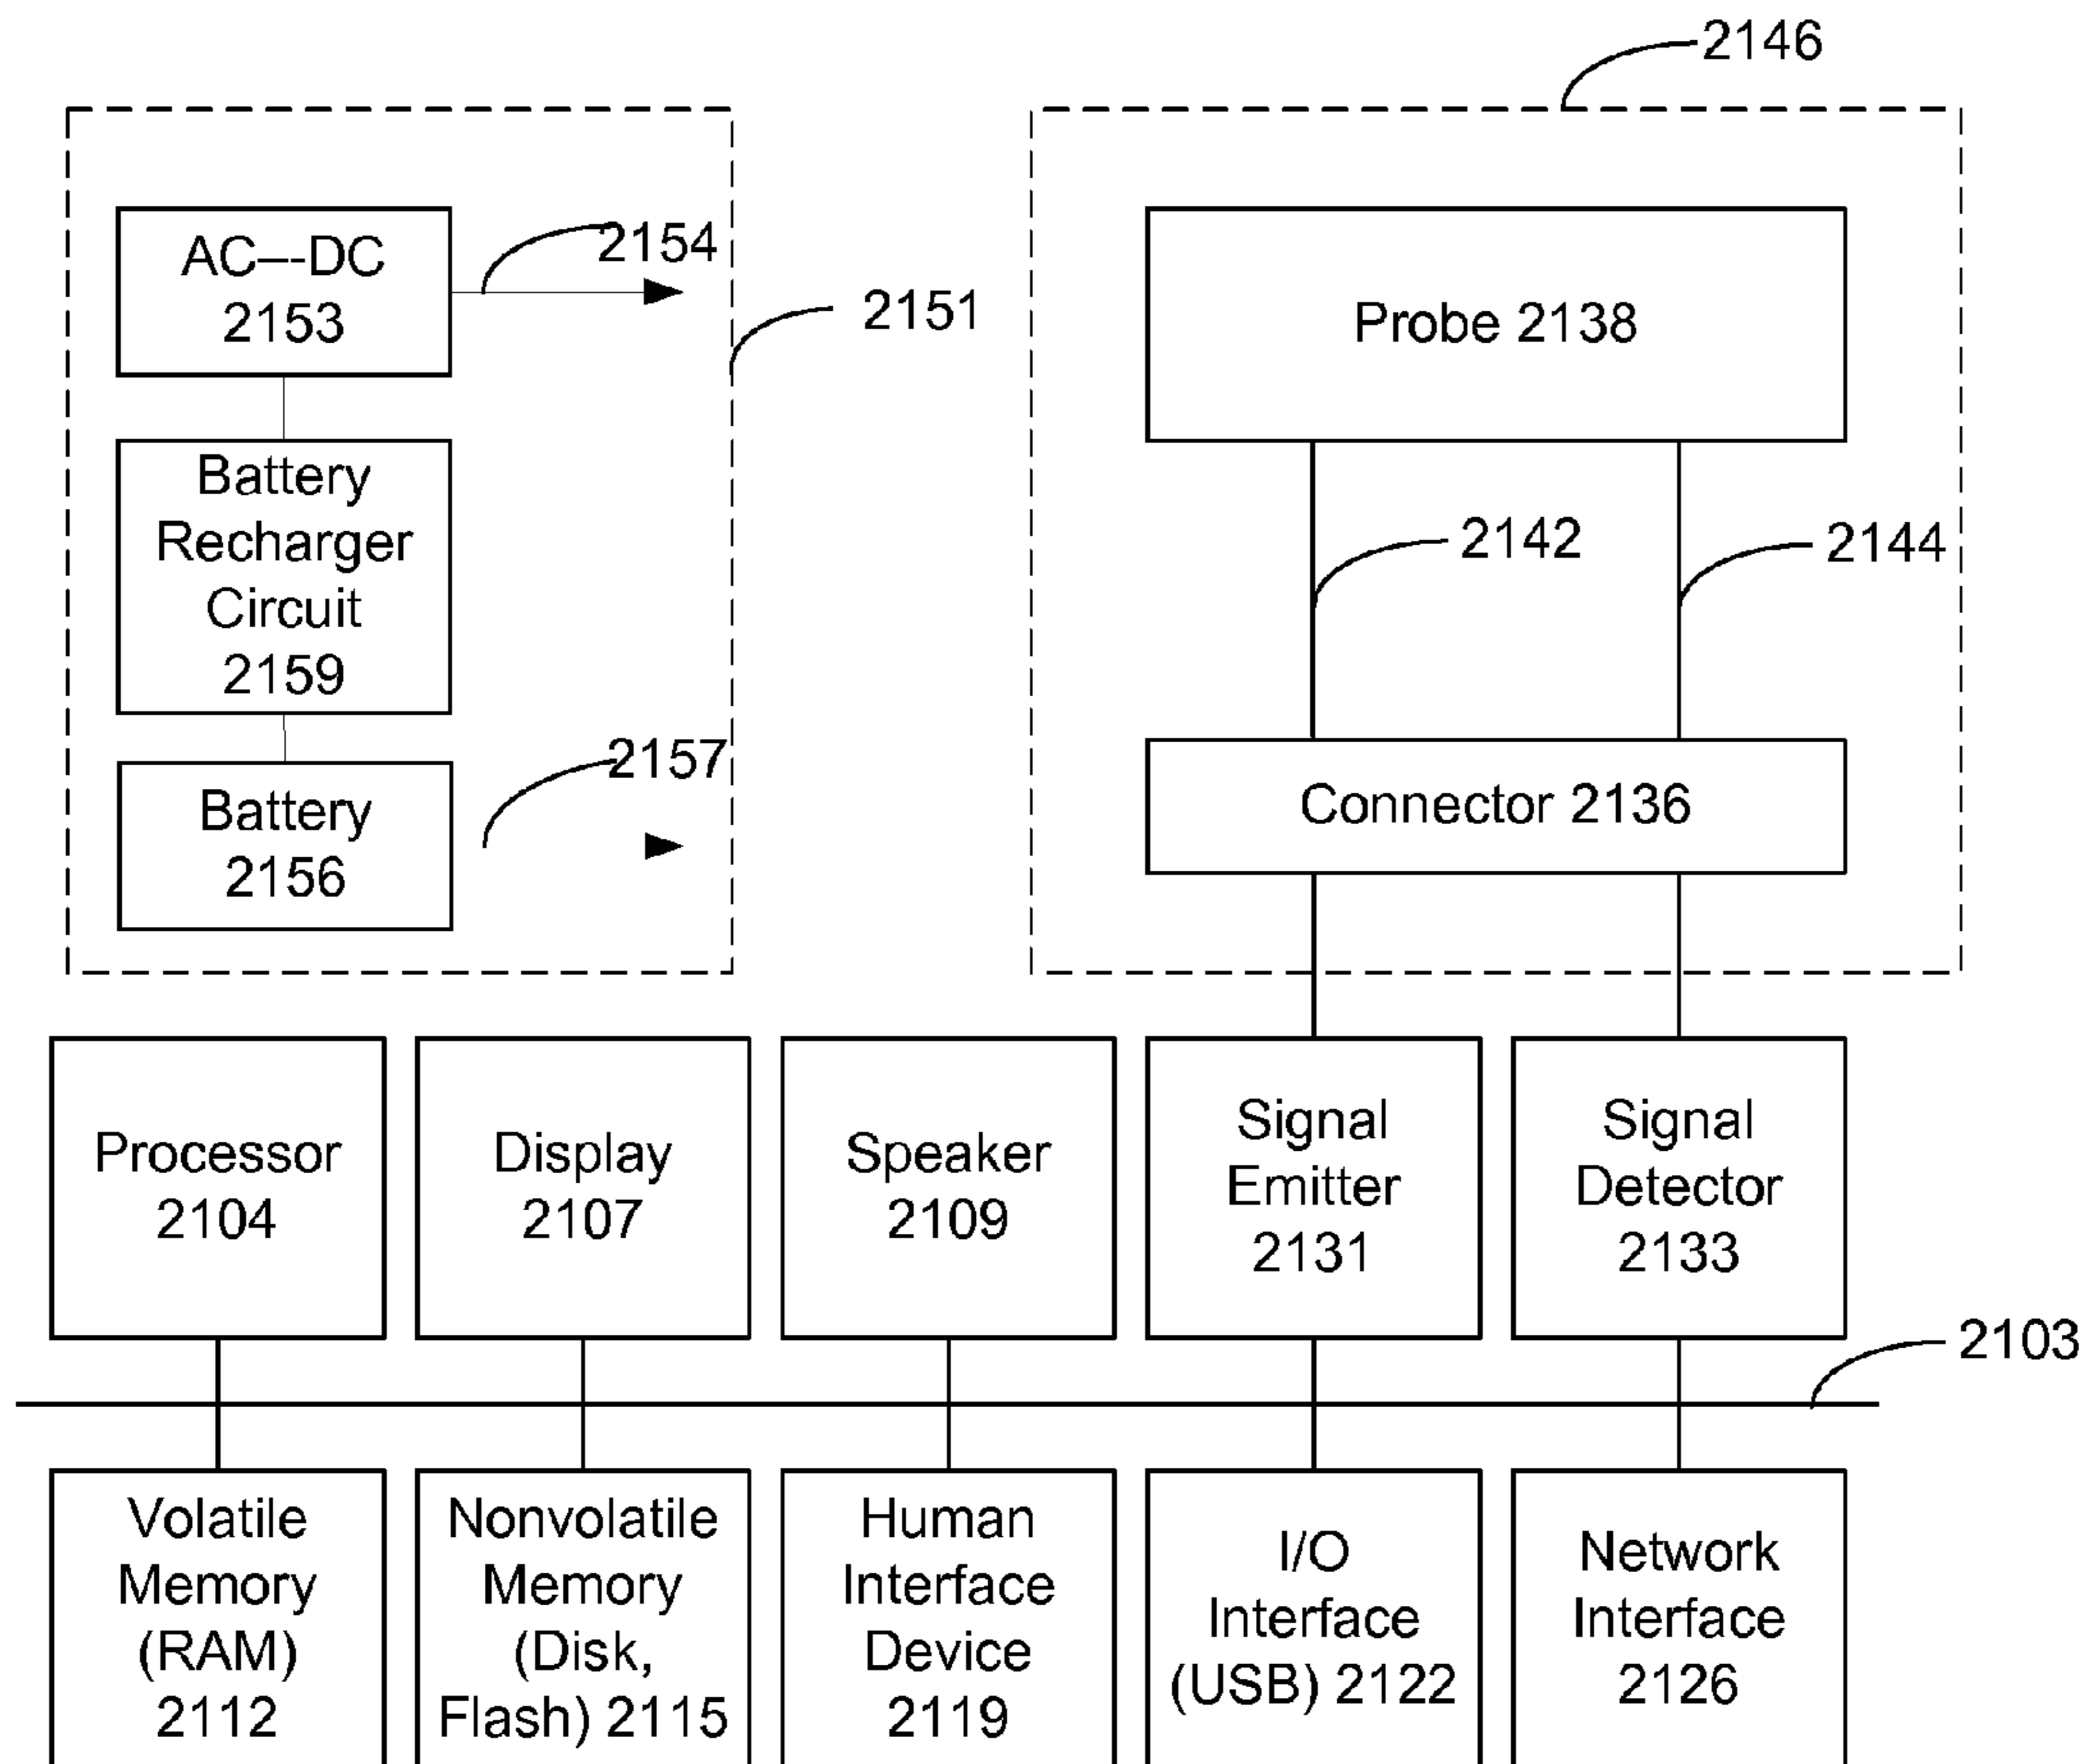 2146
AC–-DC
2153
2154
2151
Probe 2138
Battery
Recharger
Circuit
2159
2142
2144
2157
Battery
2156
Connector 2136
Processor
2104
Display
2107
Speaker
2109
Signal
Emitter
2131
Signal
Detector
2133
2103
Volatile
Memory
(RAM)
2112
Nonvolatile
Memory
(Disk,
Flash) 2115
Human
Interface
Device
2119
I/O
Interface
(USB) 2122
Network
Interface
2126